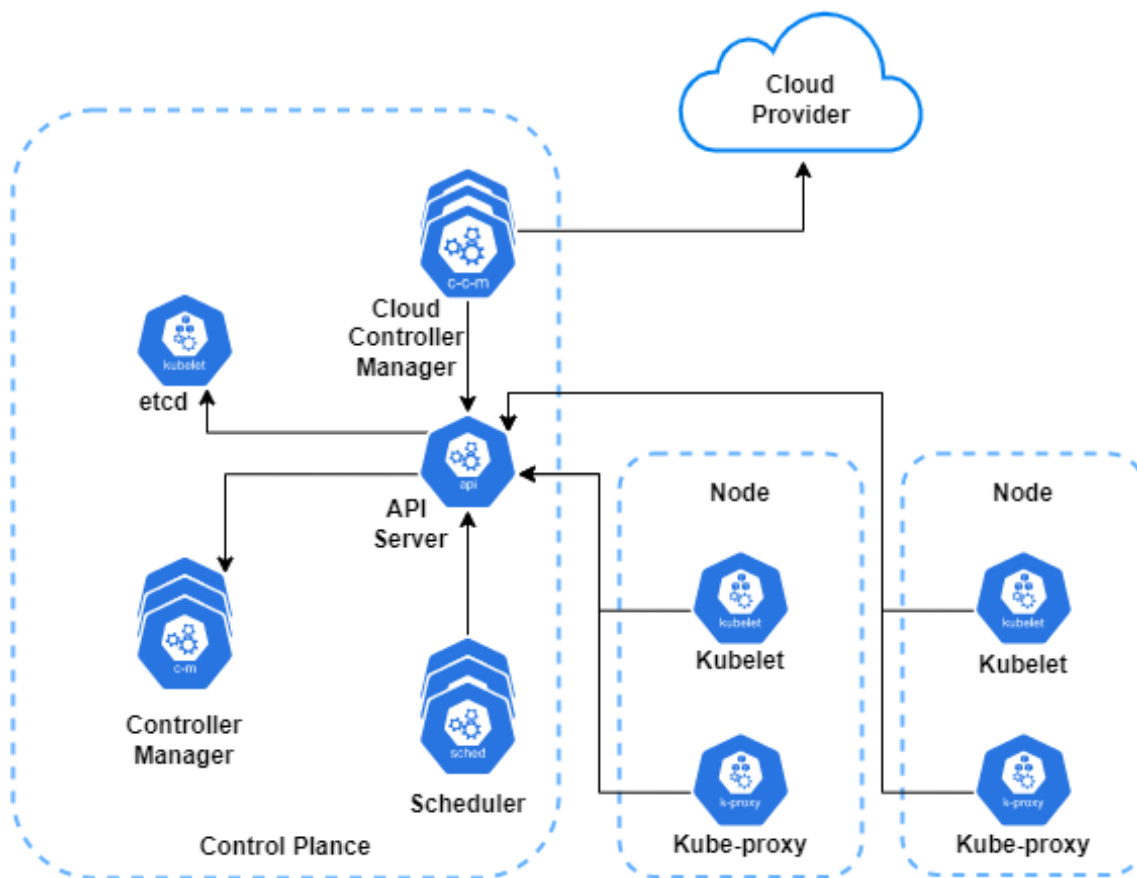 Cloud
Provider
c-c-m
Cloud
Controller
Manager
kubelet
etcd
api
API
Server
c-m
Controller
Manager
sched
Scheduler
Control Plance
Node
kubelet
Kubelet
k-proxy
Kube-proxy
Node
kubelet
Kubelet
k-proxy
Kube-proxy